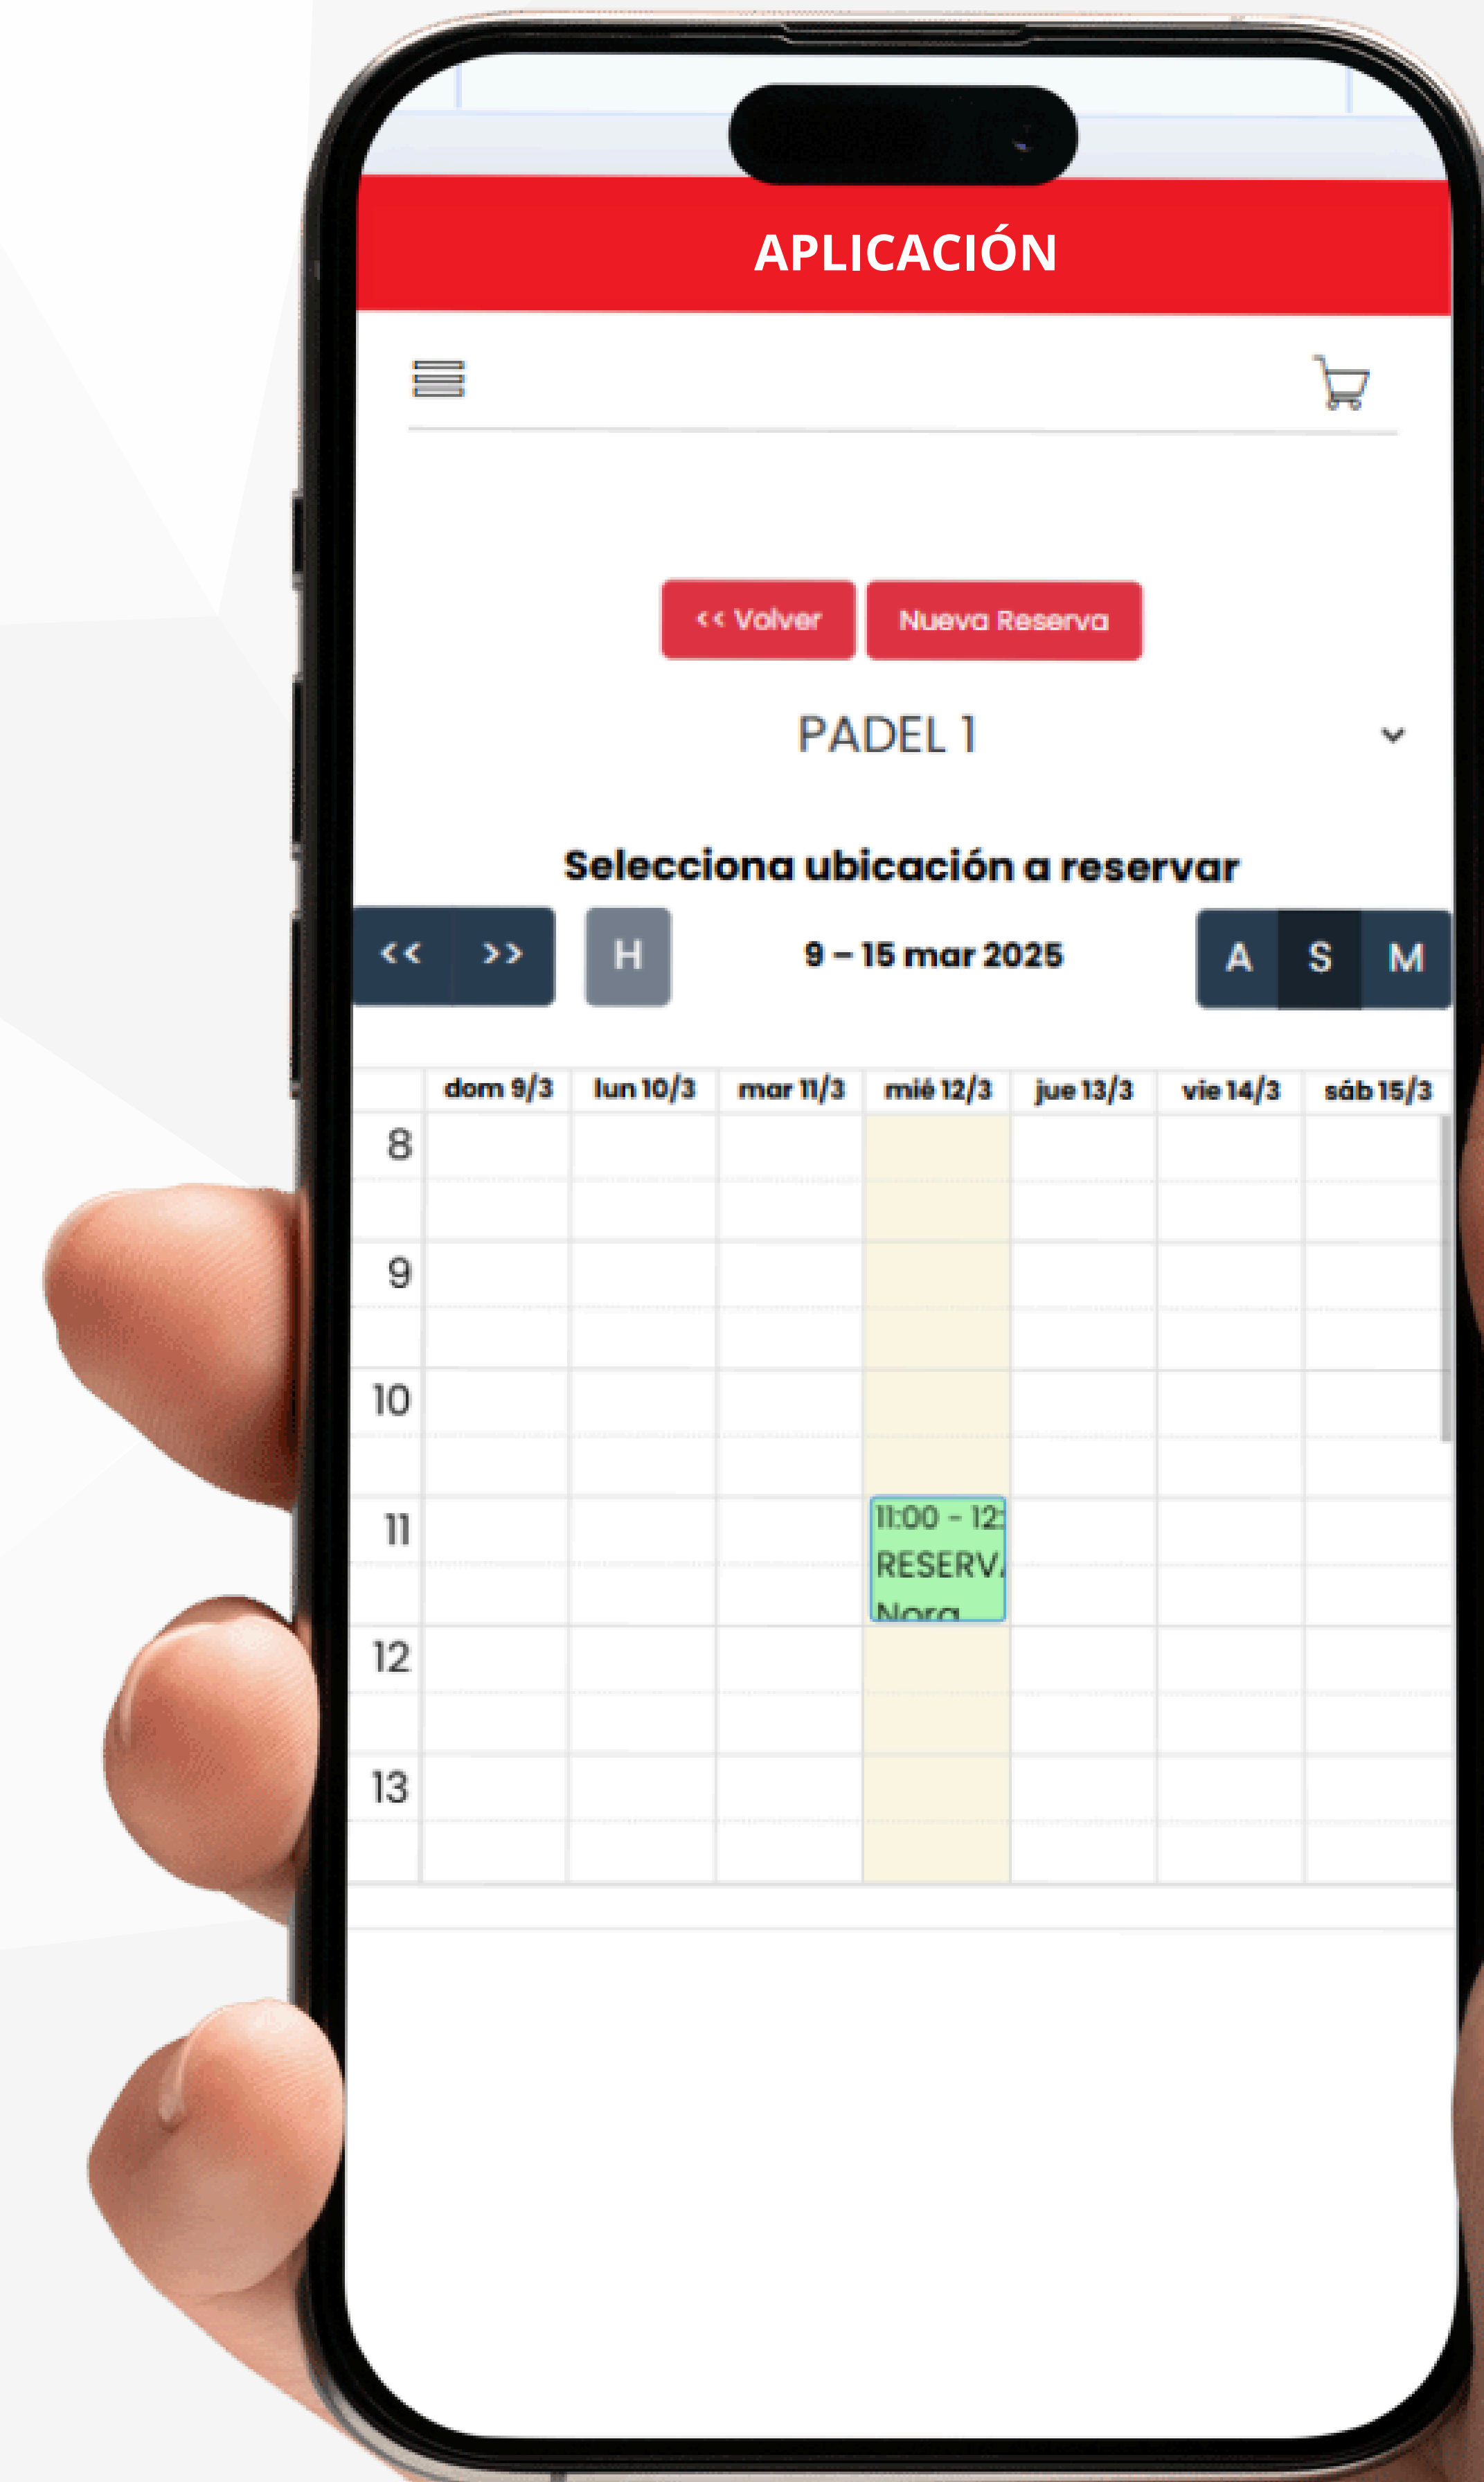 APLICACIÓN
<< Volver Nueva Reserva
PADEL 1
Selecciona ubicación a reservar
<< >> H 9 – 15 mar 2025 A S M
dom 9/3 lun 10/3 mar 11/3 mié 12/3 jue 13/3 vie 14/3 sáb 15/3
8
9
10
11
11:00 - 12:
RESERV
Nora
12
13